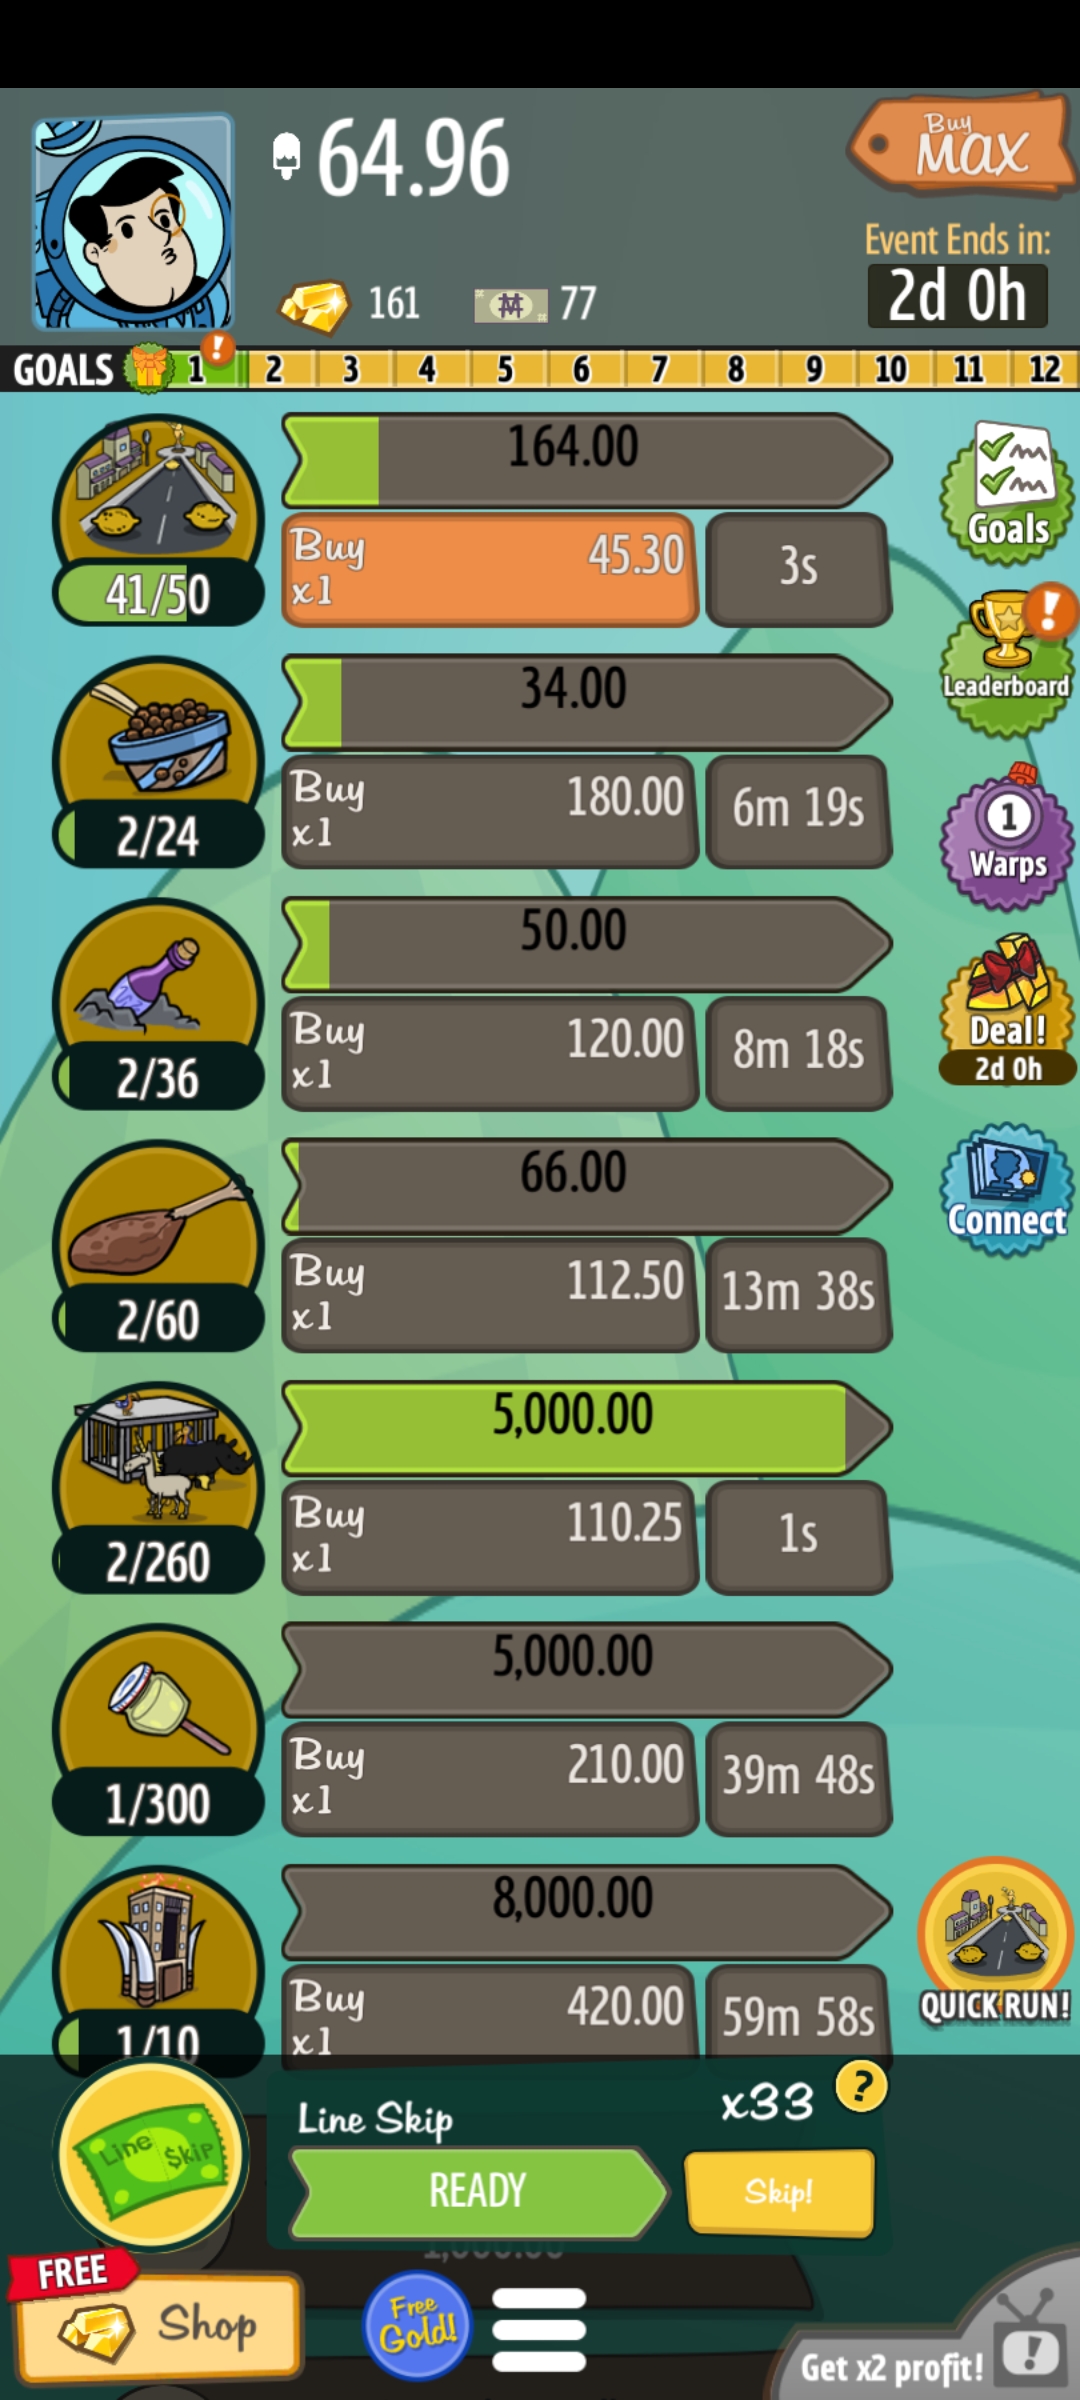 64.96
Buy
MAX
Event Ends in:
2d 0h
161
77
GOALS 1 ! 2 3 4 5 6 7 8 9 10 11 12
164.00
Buy
x1
45.30
3s
41/50
Goals
34.00
Buy
x1
180.00
6m 19s
2/24
!
Leaderboard
50.00
Buy
x1
120.00
8m 18s
2/36
1
Warps
66.00
Buy
x1
112.50
13m 38s
2/60
Deal!
2d 0h
Connect
5,000.00
Buy
x1
110.25
1s
2/260
5,000.00
Buy
x1
210.00
39m 48s
1/300
8,000.00
Buy
x1
420.00
59m 58s
1/10
QUICK RUN!
Line Skip
x33
?
Line $kip
READY
Skip!
FREE
Shop
Free
Gold!
Get x2 profit!
!